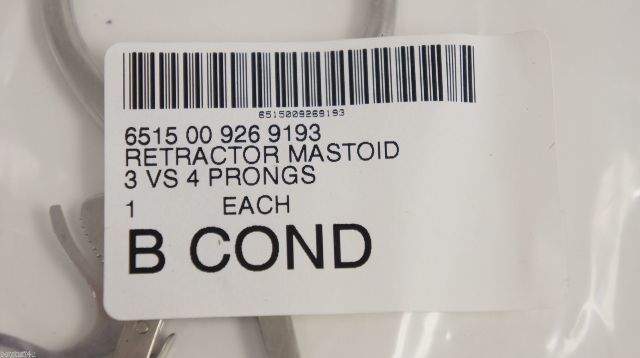 6515009269193
6515 00 926 9193
RETRACTOR MASTOID
3 VS 4 PRONGS
1 EACH
B COND